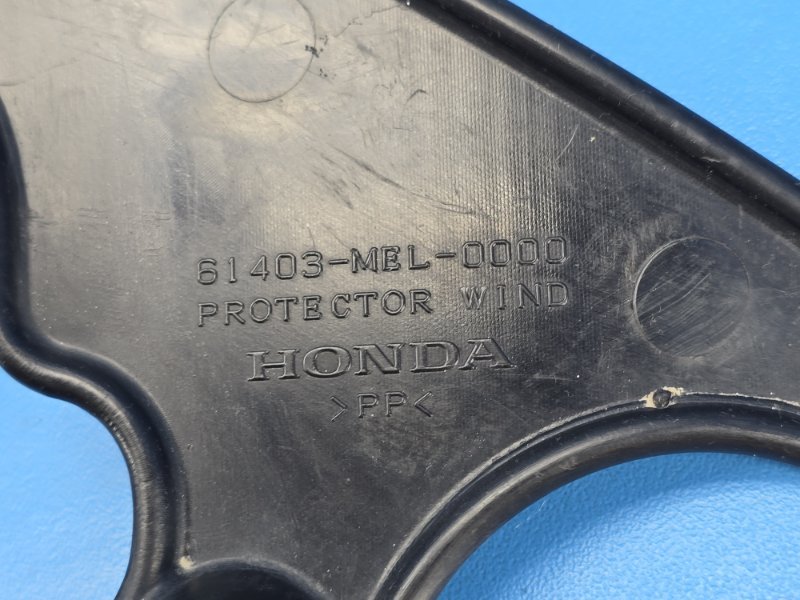 61403-MEL-0000
PROTECTOR WIND
HONDA
>PP<